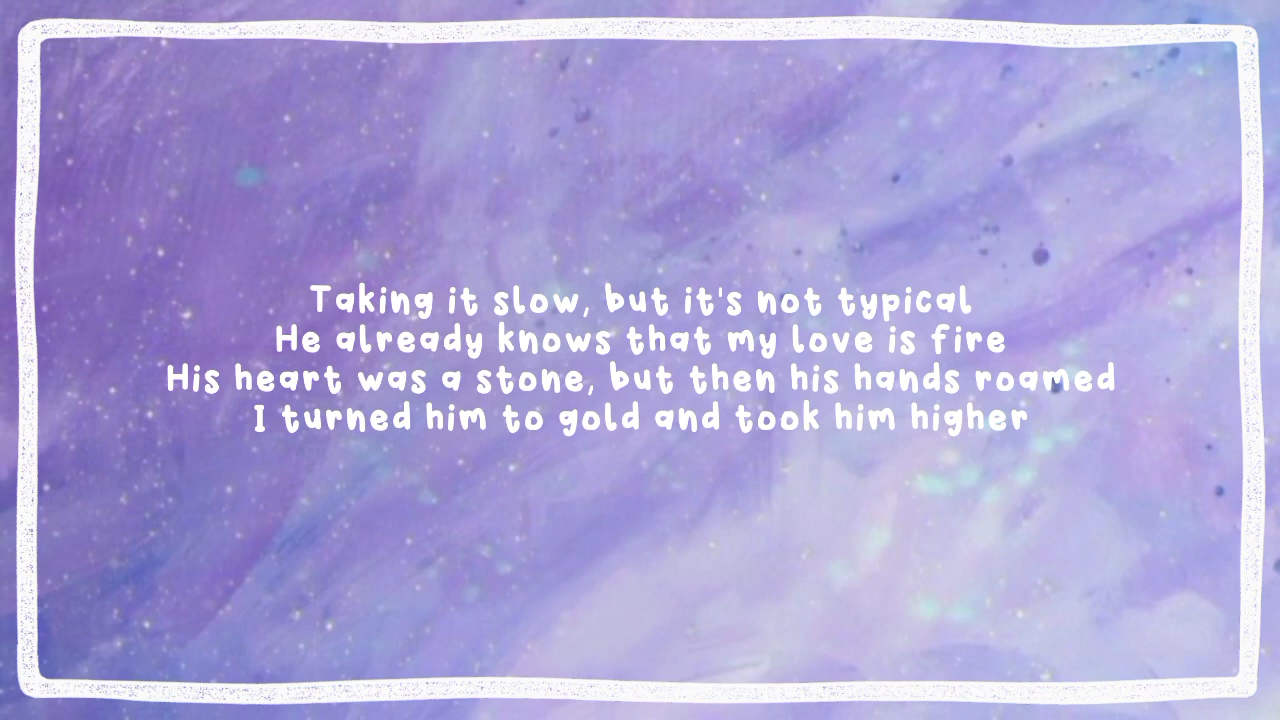 Taking it slow, but it's not typical
He already knows that my love is fire
His heart was a stone, but then his hands roamed
I turned him to gold and took him higher